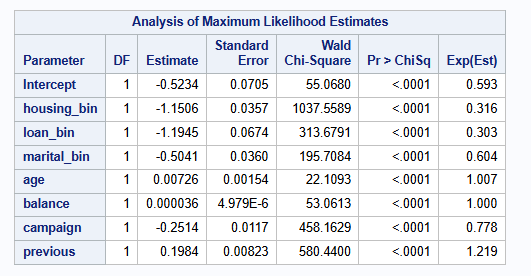 Analysis of Maximum Likelihood Estimates
Parameter DF Estimate Standard Error Wald Chi-Square Pr > ChiSq Exp(Est)
Intercept 1 -0.5234 0.0705 55.0680 <.0001 0.593
housing_bin 1 -1.1506 0.0357 1037.5589 <.0001 0.316
loan_bin 1 -1.1945 0.0674 313.6791 <.0001 0.303
marital_bin 1 -0.5041 0.0360 195.7084 <.0001 0.604
age 1 0.00726 0.00154 22.1093 <.0001 1.007
balance 1 0.000036 4.979E-6 53.0613 <.0001 1.000
campaign 1 -0.2514 0.0117 458.1629 <.0001 0.778
previous 1 0.1984 0.00823 580.4400 <.0001 1.219